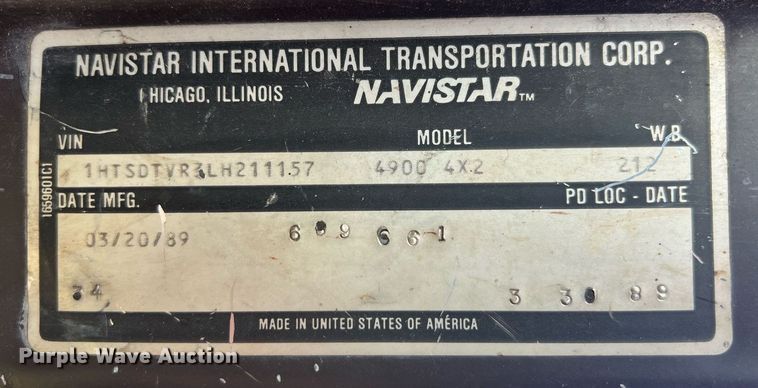 NAVISTAR INTERNATIONAL TRANSPORTATION CORP.
CHICAGO, ILLINOIS NAVISTAR™
VIN MODEL W.B.
1HTSDTVR3LH211157 4900 4X2 212
1659601C1
DATE MFG. PD LOC - DATE
03/20/89 661
34 3 89
MADE IN UNITED STATES OF AMERICA
Purple Wave Auction